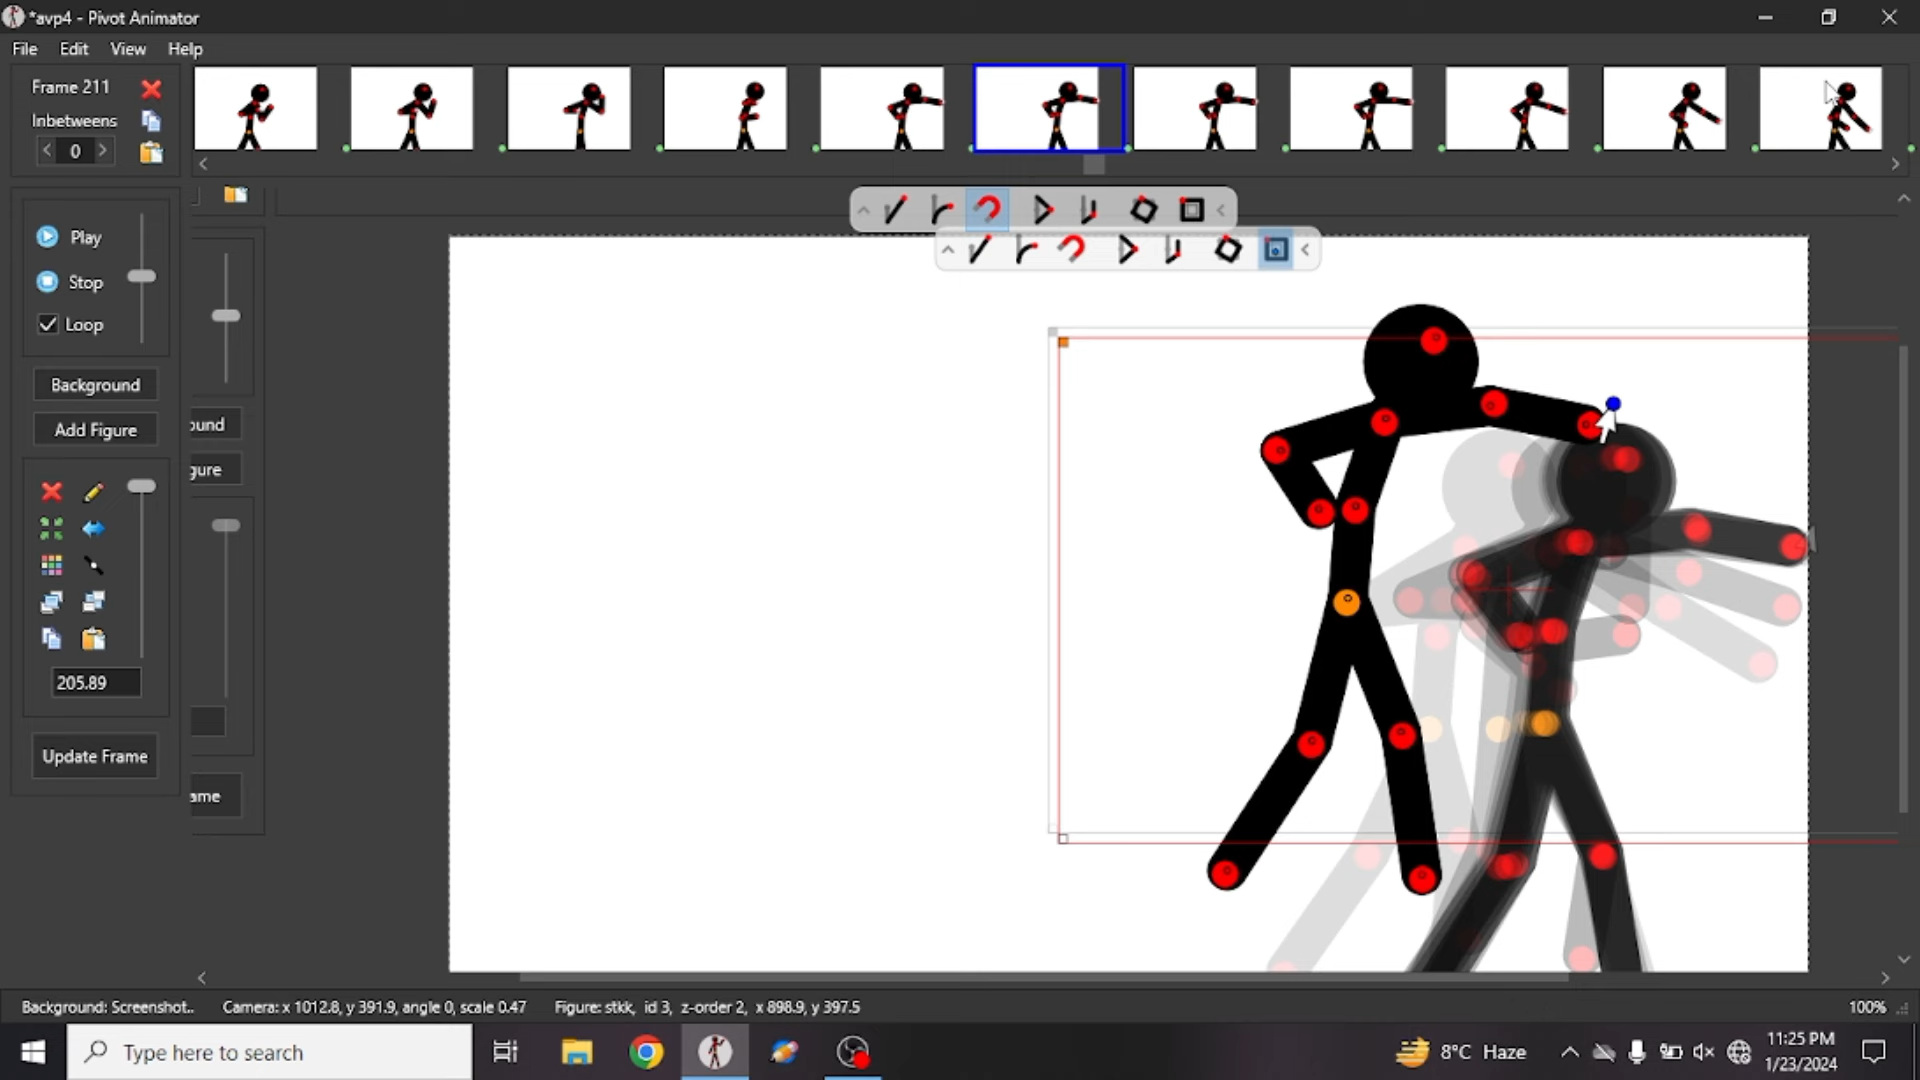 *avp4 - Pivot Animator
File Edit View Help
Frame 211
Inbetweens
0
Play
Stop
Loop
Background
ound
Add Figure
gure
205.89
Update Frame
ame
Background: Screenshot.. Camera: x 1012.8, y 391.9, angle 0, scale 0.47 Figure: stkk, id 3, z-order 2, x 898.9, y 397.5
100%
Type here to search
8°C Haze
11:25 PM
1/23/2024